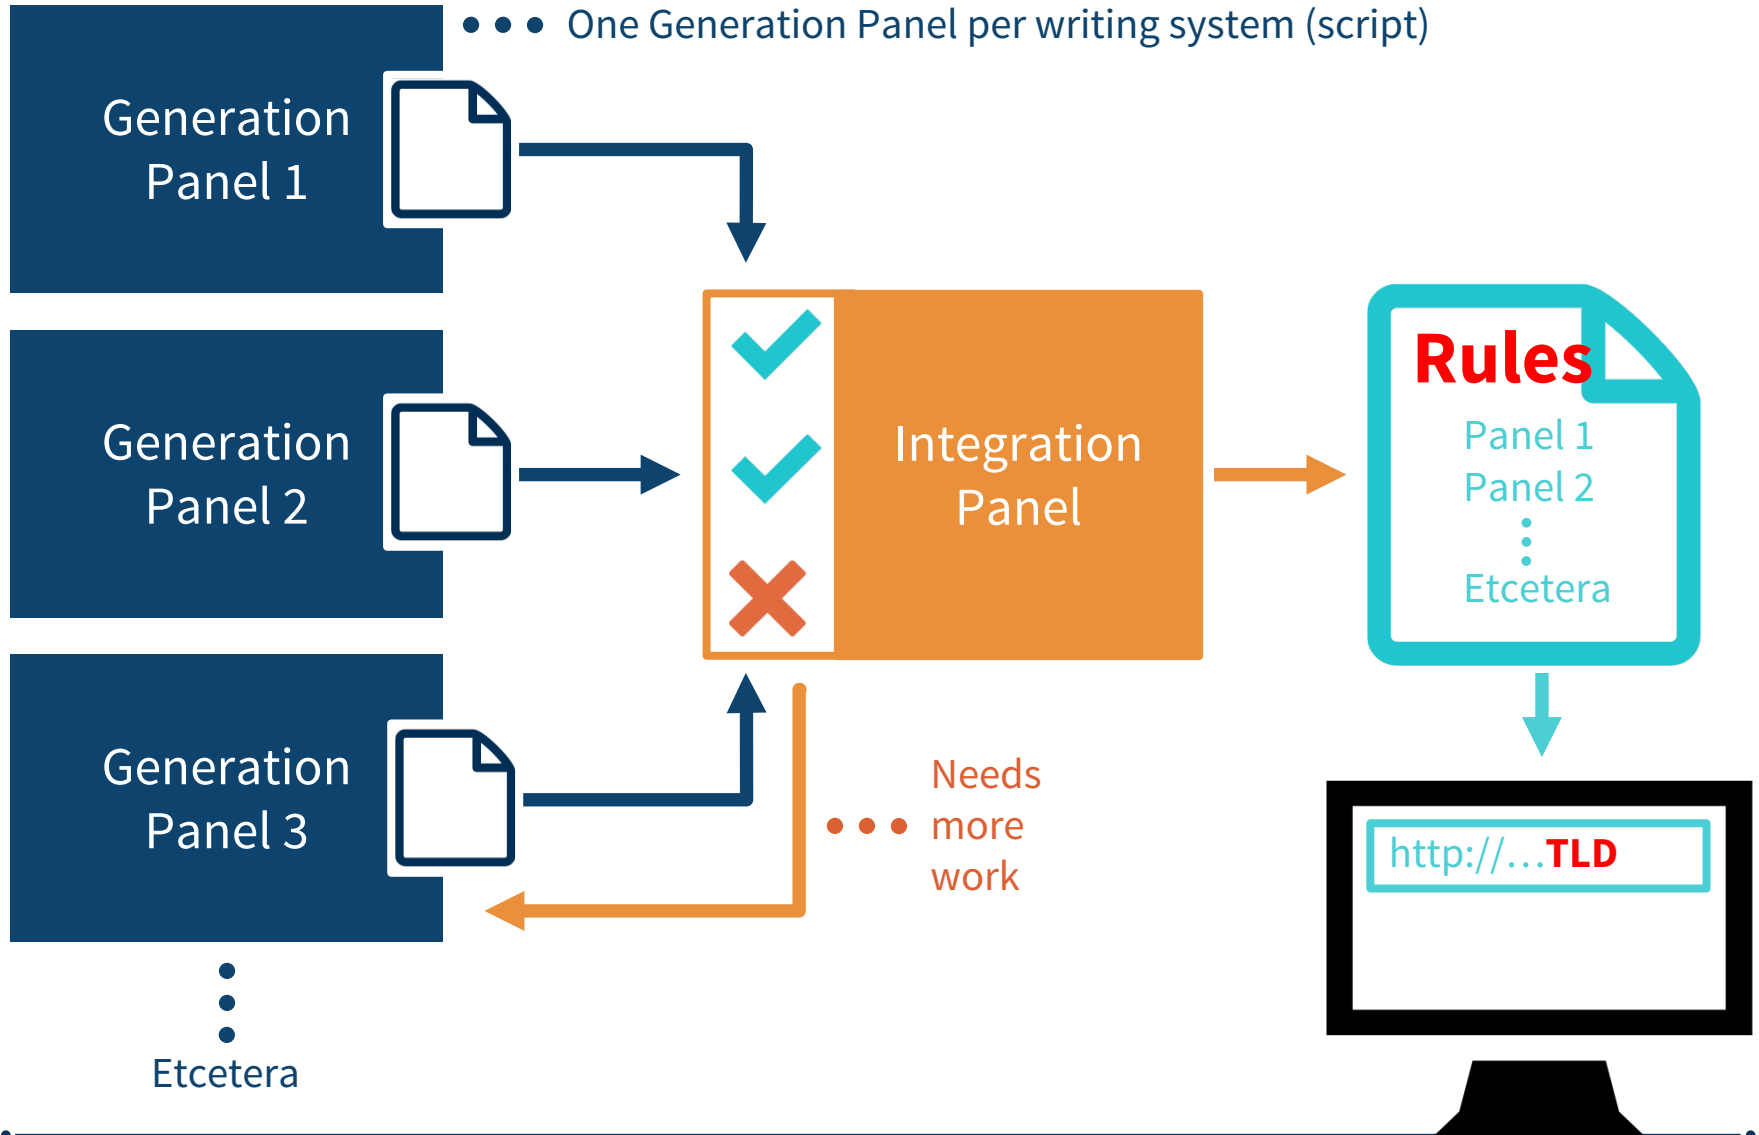 One Generation Panel per writing system (script)
Generation
Panel 1
Generation
Panel 2
Generation
Panel 3
Etcetera
Integration
Panel
Needs
more
work
Rules
Panel 1
Panel 2
Etcetera
http://...TLD